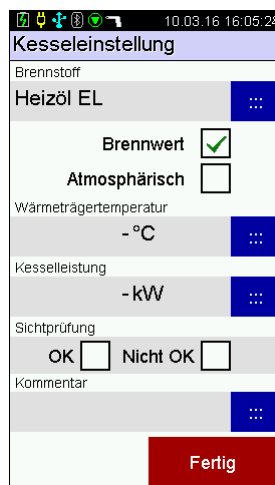 10.03.16 16:05:24
Kesseleinstellung
Brennstoff
Heizöl EL
Brennwert
Atmosphärisch
Wärmeträgertemperatur
-°C
Kesselleistung
-kW
Sichtprüfung
OK Nicht OK
Kommentar
Fertig